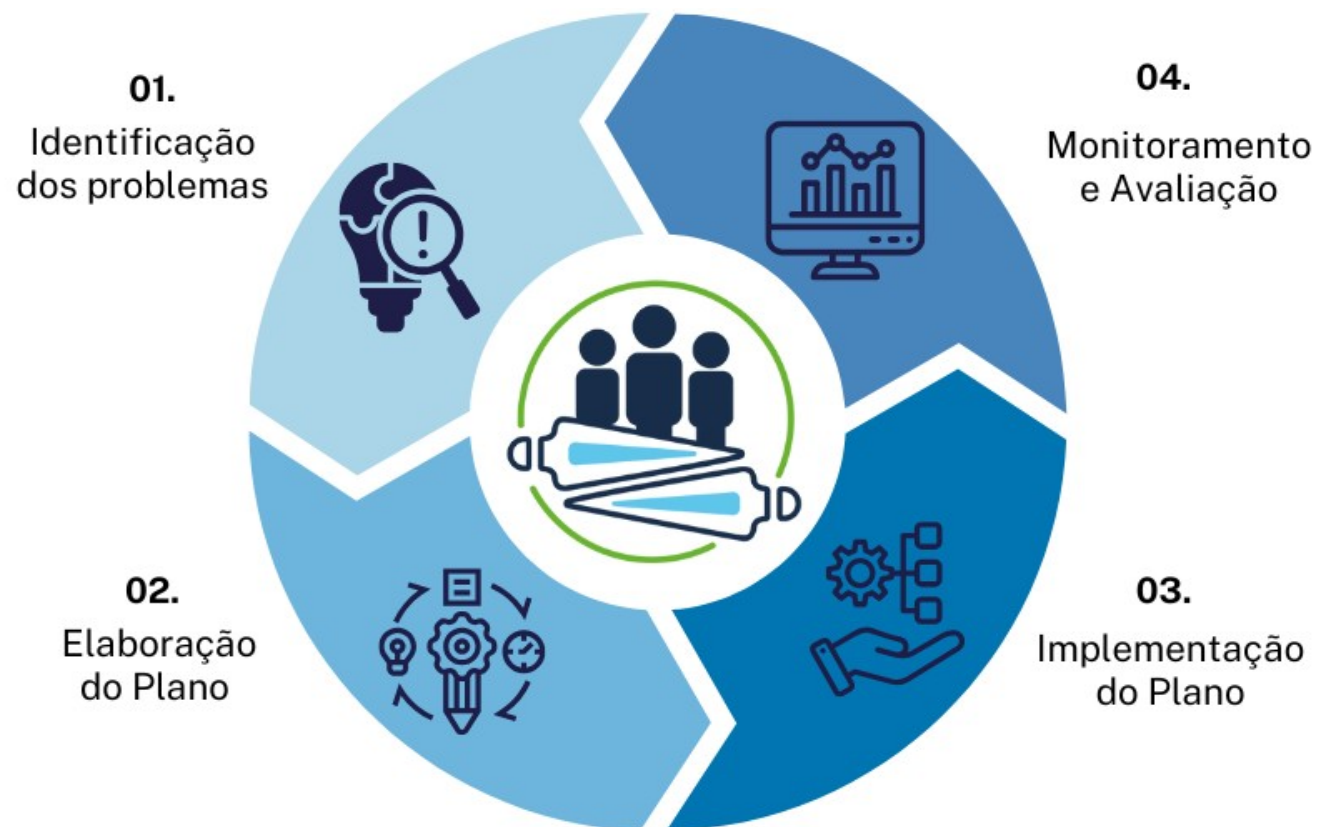 01.
Identificação
dos problemas
02.
Elaboração
do Plano
03.
Implementação
do Plano
04.
Monitoramento
e Avaliação